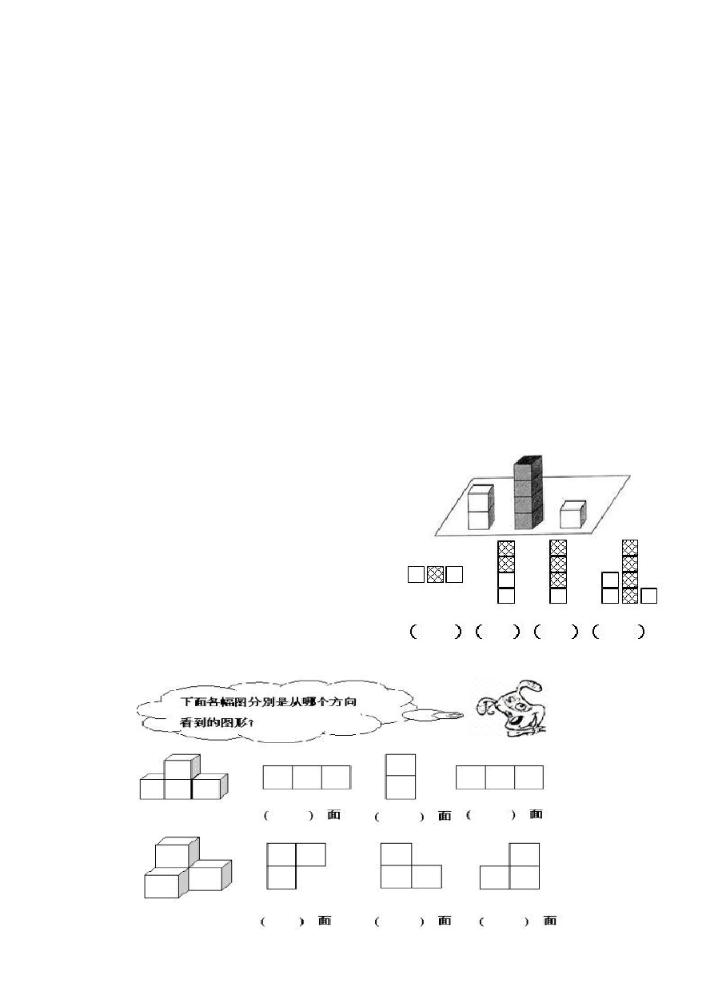 (    ) (    ) (    ) (    )
下面各幅图分别是从哪个方向
看到的图形?
(    ) 面 (    ) 面 (    ) 面
(    ) 面 (    ) 面 (    ) 面